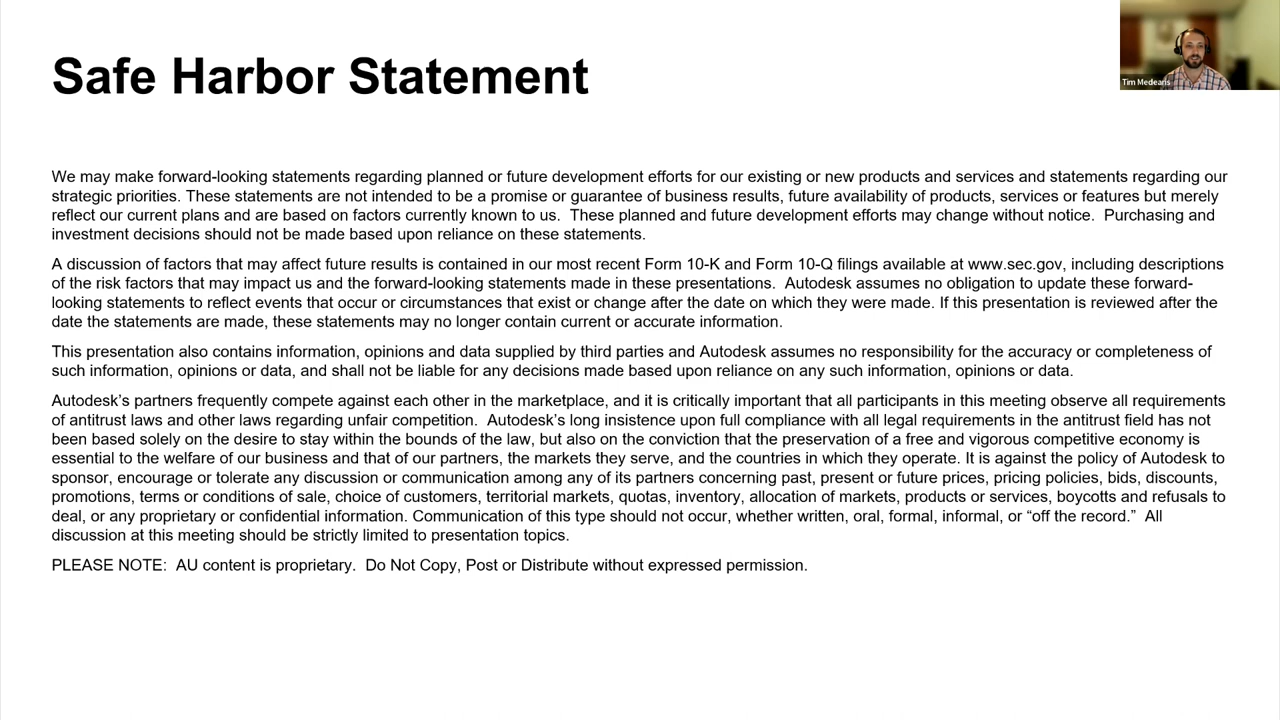 Safe Harbor Statement
Tim Medearis
We may make forward-looking statements regarding planned or future development efforts for our existing or new products and services and statements regarding our
strategic priorities. These statements are not intended to be a promise or guarantee of business results, future availability of products, services or features but merely
reflect our current plans and are based on factors currently known to us.  These planned and future development efforts may change without notice.  Purchasing and
investment decisions should not be made based upon reliance on these statements.
A discussion of factors that may affect future results is contained in our most recent Form 10-K and Form 10-Q filings available at www.sec.gov, including descriptions
of the risk factors that may impact us and the forward-looking statements made in these presentations.  Autodesk assumes no obligation to update these forward-
looking statements to reflect events that occur or circumstances that exist or change after the date on which they were made. If this presentation is reviewed after the
date the statements are made, these statements may no longer contain current or accurate information.
This presentation also contains information, opinions and data supplied by third parties and Autodesk assumes no responsibility for the accuracy or completeness of
such information, opinions or data, and shall not be liable for any decisions made based upon reliance on any such information, opinions or data.
Autodesk’s partners frequently compete against each other in the marketplace, and it is critically important that all participants in this meeting observe all requirements
of antitrust laws and other laws regarding unfair competition.  Autodesk’s long insistence upon full compliance with all legal requirements in the antitrust field has not
been based solely on the desire to stay within the bounds of the law, but also on the conviction that the preservation of a free and vigorous competitive economy is
essential to the welfare of our business and that of our partners, the markets they serve, and the countries in which they operate. It is against the policy of Autodesk to
sponsor, encourage or tolerate any discussion or communication among any of its partners concerning past, present or future prices, pricing policies, bids, discounts,
promotions, terms or conditions of sale, choice of customers, territorial markets, quotas, inventory, allocation of markets, products or services, boycotts and refusals to
deal, or any proprietary or confidential information. Communication of this type should not occur, whether written, oral, formal, informal, or “off the record.”  All
discussion at this meeting should be strictly limited to presentation topics.
PLEASE NOTE:  AU content is proprietary.  Do Not Copy, Post or Distribute without expressed permission.